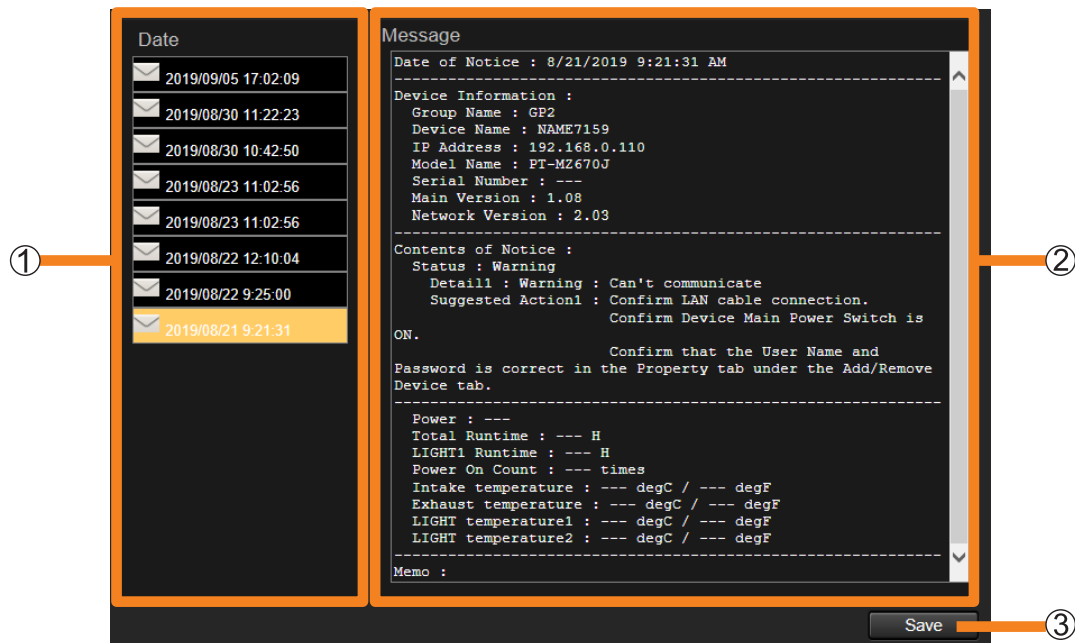 Date
2019/09/05 17:02:09
2019/08/30 11:22:23
2019/08/30 10:42:50
2019/08/23 11:02:56
2019/08/23 11:02:56
2019/08/22 12:10:04
2019/08/22 9:25:00
2019/08/21 9:21:31
①
Message
Date of Notice : 8/21/2019 9:21:31 AM
-------------------------------------------------------------
Device Information :
Group Name : GP2
Device Name : NAME7159
IP Address : 192.168.0.110
Model Name : PT-MZ670J
Serial Number : ---
Main Version : 1.08
Network Version : 2.03
-------------------------------------------------------------
Contents of Notice :
Status : Warning
Detail1 : Warning : Can't communicate
Suggested Action1 : Confirm LAN cable connection.
Confirm Device Main Power Switch is
ON.
Confirm that the User Name and
Password is correct in the Property tab under the Add/Remove
Device tab.
-------------------------------------------------------------
Power : ---
Total Runtime : --- H
LIGHT1 Runtime : --- H
Power On Count : --- times
Intake temperature : --- degC / --- degF
Exhaust temperature : --- degC / --- degF
LIGHT temperature1 : --- degC / --- degF
LIGHT temperature2 : --- degC / --- degF
-------------------------------------------------------------
Memo :
②
Save
③